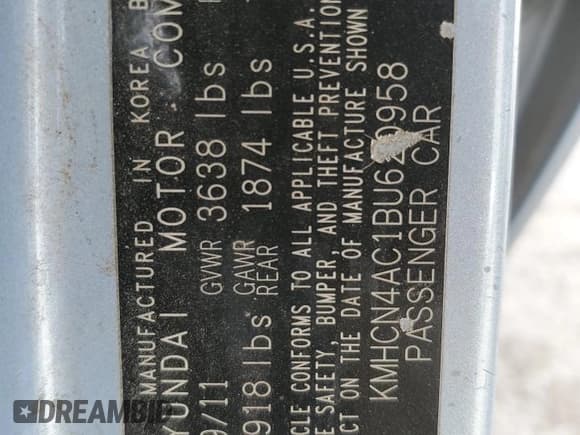 MANUFACTURED IN KOREA B
YUNDAI MOTOR COM
9/11 GVWR 3638 lbs
918 lbs GAWR REAR 1874 lbs
CLE CONFORMS TO ALL APPLICABLE U.S.A.
E SAFETY, BUMPER, AND THEFT PREVENTION
CT ON THE DATE OF MANUFACTURE SHOWN
PASSENGER CAR
DREAMBID